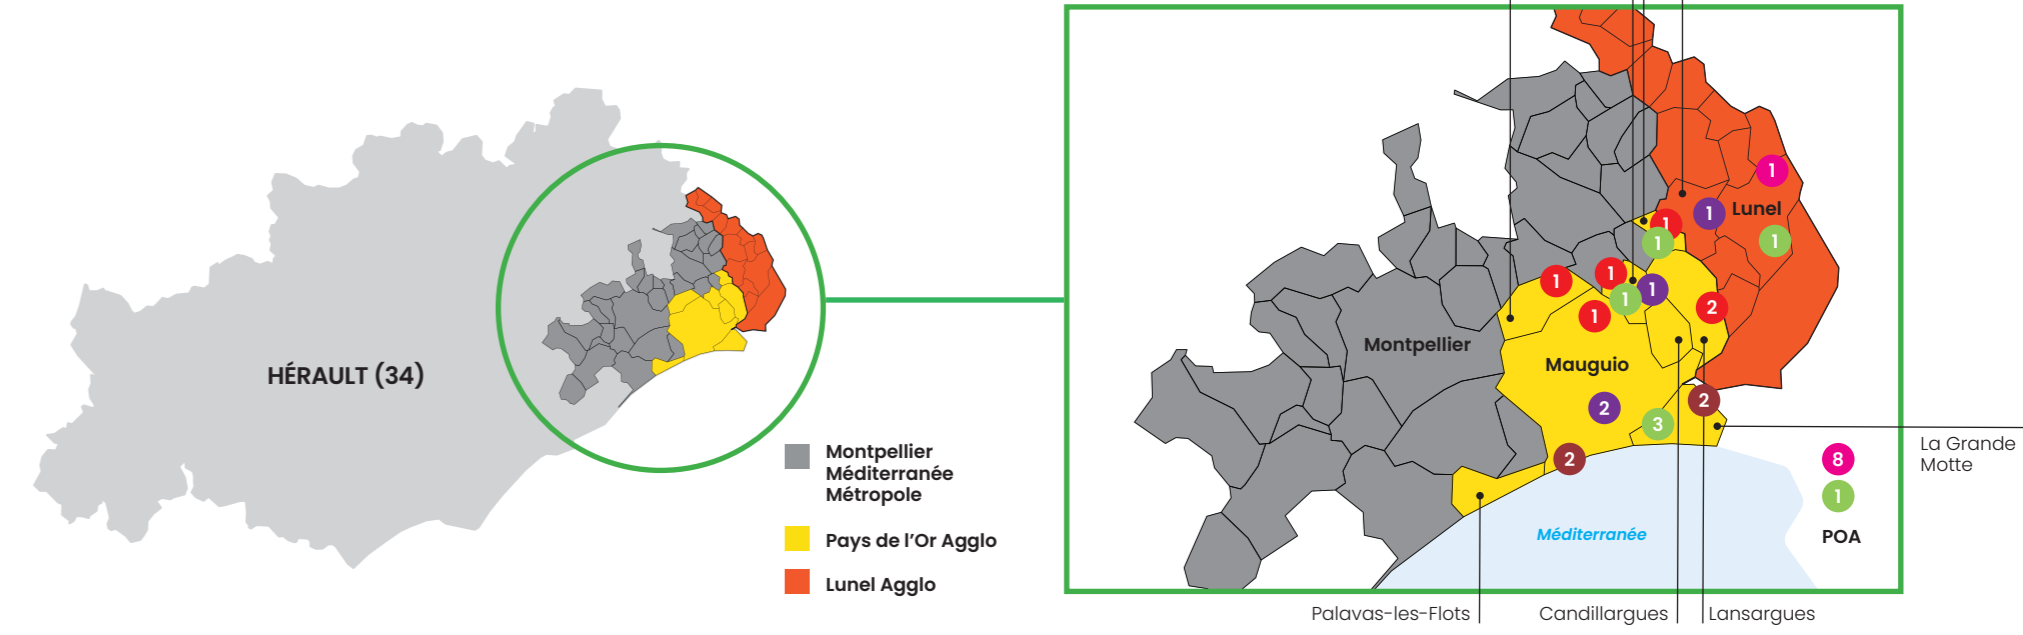 HÉRAULT (34)
Montpellier
Méditerranée
Métropole
Pays de l'Or Agglo
Lunel Agglo
1
1
Lunel
1
1
1
1
1
1
1
2
1
Montpellier
Mauguio
2
2
3
2
La Grande
Motte
8
1
POA
Méditerranée
Palavas-les-Flots
Candillargues
Lansargues